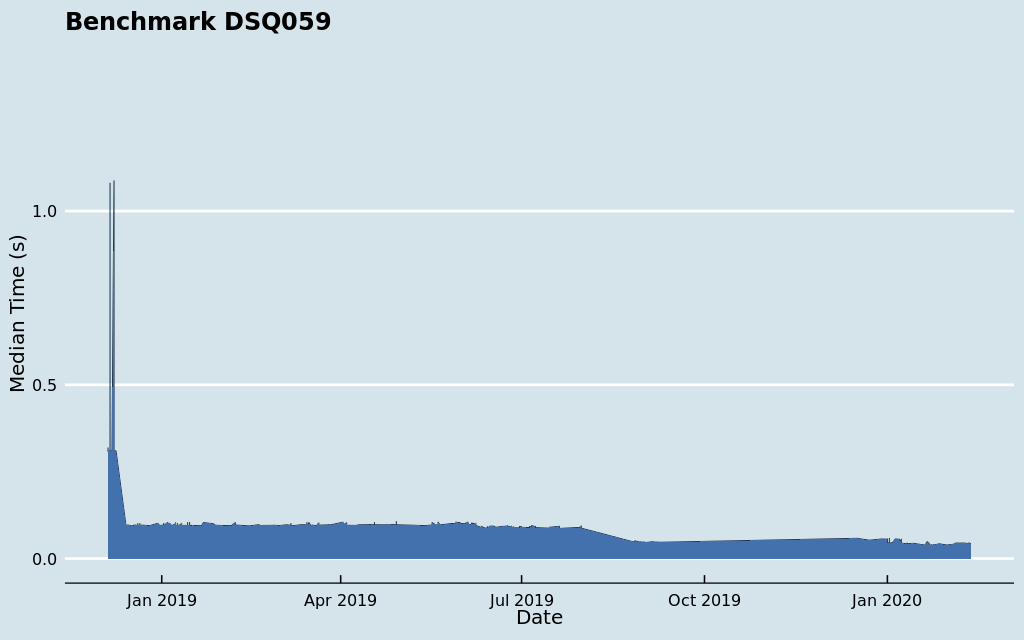 Benchmark DSQ059
Median Time (s)
1.0
0.5
0.0
Jan 2019
Apr 2019
Jul 2019
Oct 2019
Jan 2020
Date